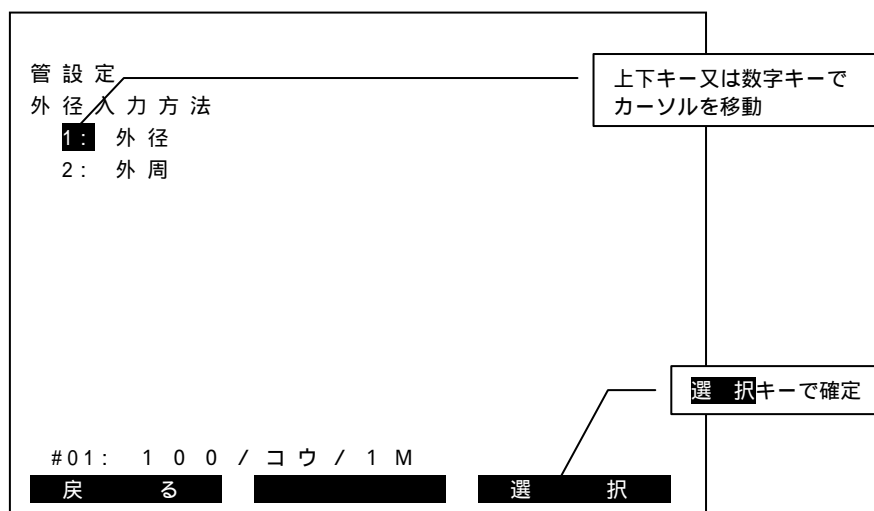 管設定
外径入力方法
1: 外径
2: 外周
上下キー又は数字キーで
カーソルを移動
選 択キーで確定
#01: 100/コウ/1M
戻 る 選 択